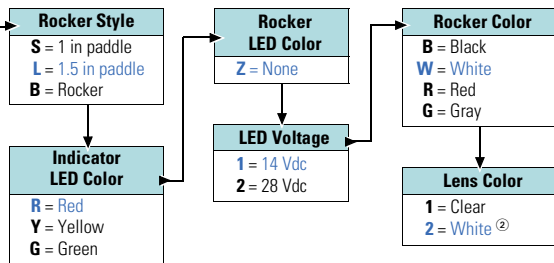 Rocker Style
S = 1 in paddle
L = 1.5 in paddle
B = Rocker
Indicator
LED Color
R = Red
Y = Yellow
G = Green
Rocker
LED Color
Z = None
LED Voltage
1 = 14 Vdc
2 = 28 Vdc
Rocker Color
B = Black
W = White
R = Red
G = Gray
Lens Color
1 = Clear
2 = White ②